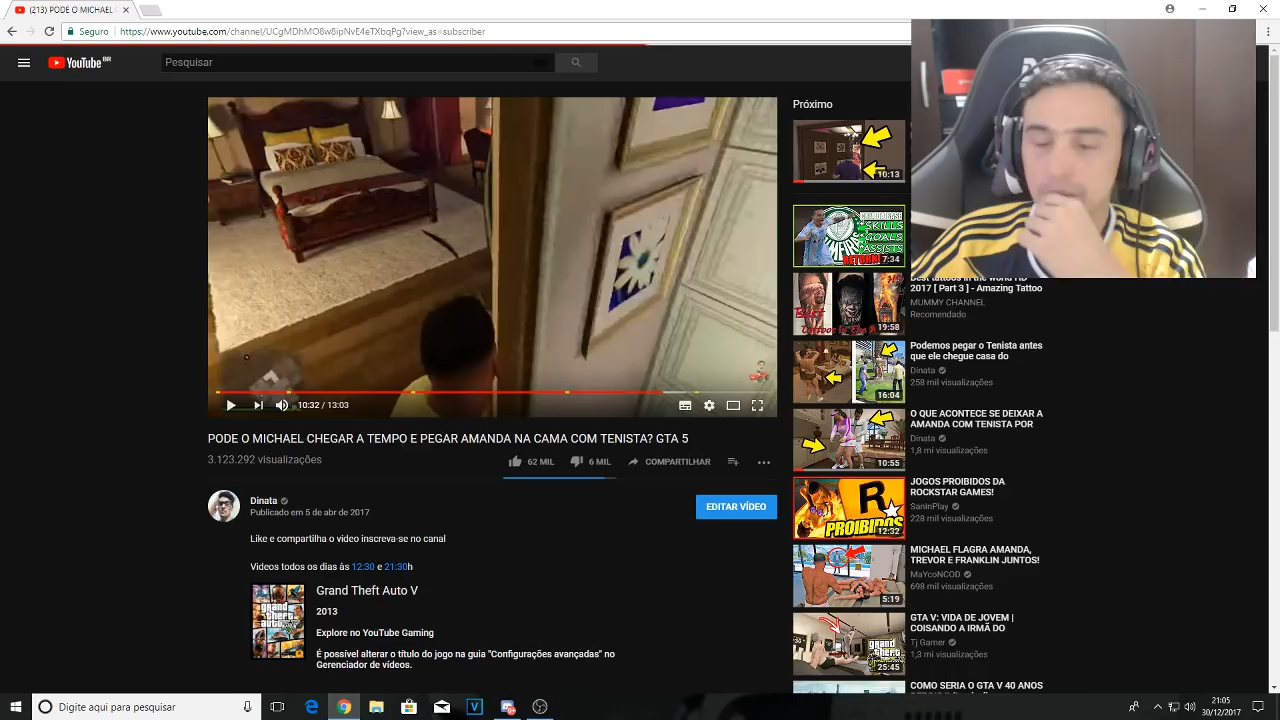 (213) PODE O MICHAEL C
Seguro
https://www.youtube.com/channel/UCgMDhMO8w8PTlivE4eTXbqPg?view_as=subscriber
YouTube BR
Pesquisar
Próximo
10:13
SKILLS
GOALS
ASSISTS
7:34
2017 [ Part 3 ] - Amazing Tattoo
MUMMY CHANNEL
Recomendado
19:58
Podemos pegar o Tenista antes
que ele chegue casa do
Dinata
258 mil visualizações
16:04
O QUE ACONTECE SE DEIXAR A
AMANDA COM TENISTA POR
Dinata
1,8 mi visualizações
10:55
JOGOS PROIBIDOS DA
ROCKSTAR GAMES!
SanInPlay
228 mil visualizações
PROIBIDOS
12:32
MICHAEL FLAGRA AMANDA,
TREVOR E FRANKLIN JUNTOS!
MaYcoNCOD
698 mil visualizações
5:19
GTA V: VIDA DE JOVEM |
COISANDO A IRMÃ DO
Tj Gamer
1,3 mi visualizações
25:45
COMO SERIA O GTA V 40 ANOS
10:32 / 13:03
PODE O MICHAEL CHEGAR A TEMPO E PEGAR AMANDA NA CAMA COM TENISTA? GTA 5
3.123.292 visualizações
62 MIL
6 MIL
COMPARTILHAR
Dinata
Publicado em 5 de abr de 2017
EDITAR VÍDEO
Like e compartilha o video inscreva-se no canal
Videos todos os dias às 12:30 e 21:30h
Grand Theft Auto V
2013
Explore no YouTube Gaming
É possível alterar o título do jogo na guia "Configurações avançadas" no
Gerenciador de vídeos.
Digite aqui para pesquisar
21:05
30/12/2017